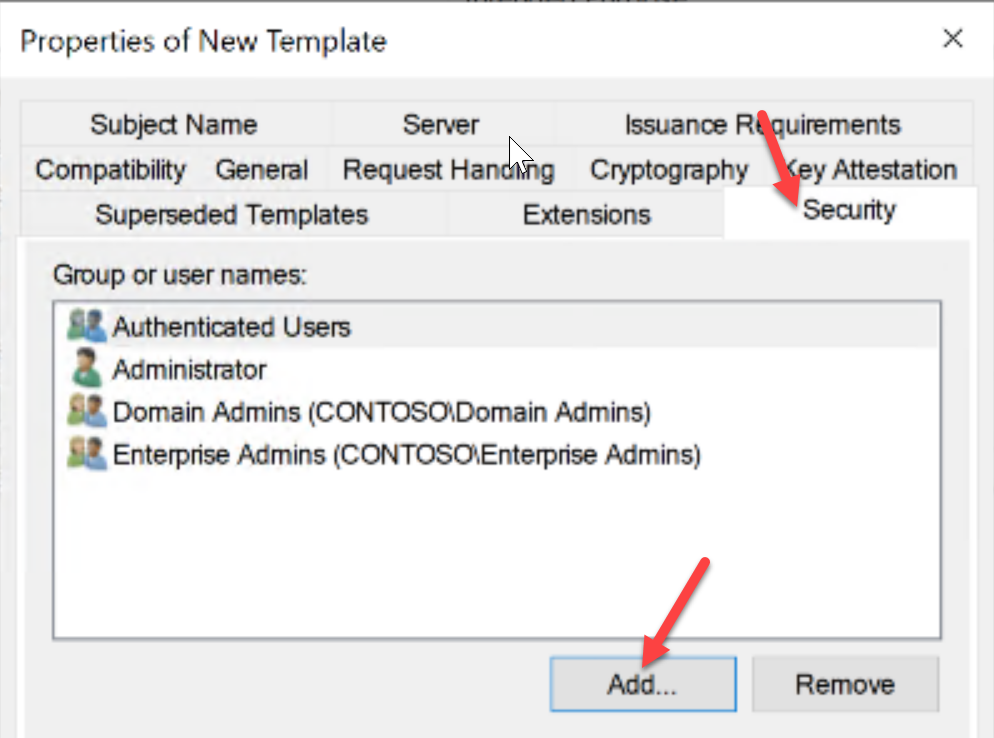 Properties of New Template
Subject Name Server Issuance Requirements
Compatibility General Request Handling Cryptography Key Attestation
Superseded Templates Extensions Security
Group or user names:
Authenticated Users
Administrator
Domain Admins (CONTOSO\Domain Admins)
Enterprise Admins (CONTOSO\Enterprise Admins)
Add... Remove